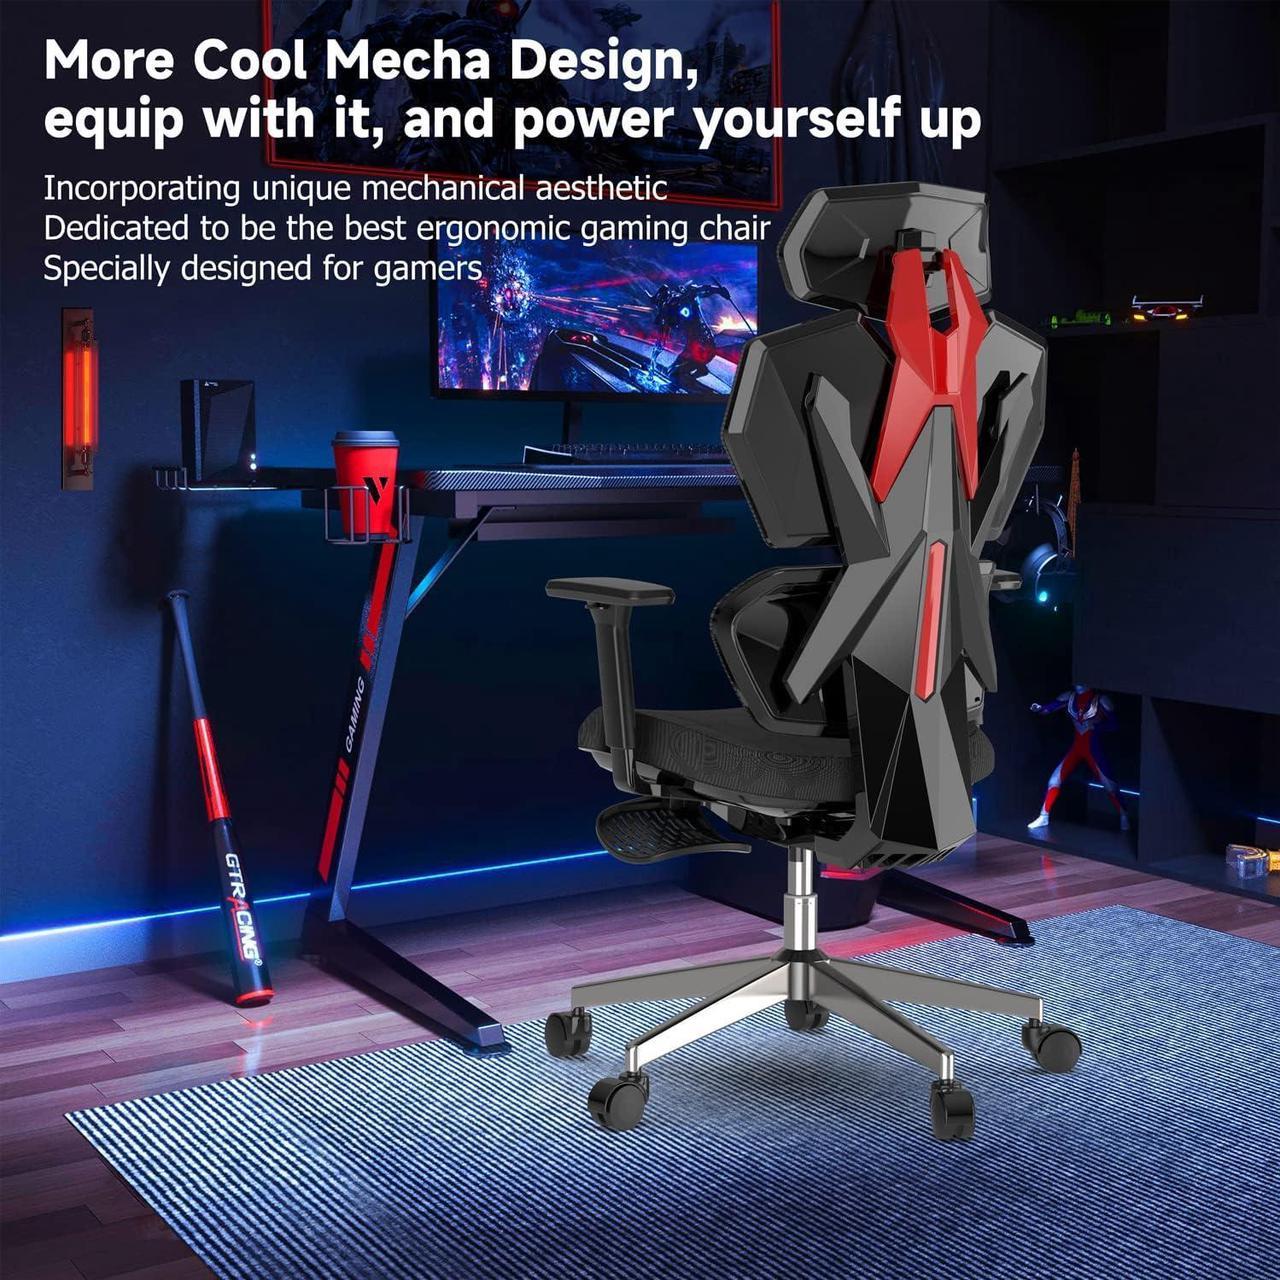 More Cool Mecha Design,
equip with it, and power yourself up
Incorporating unique mechanical aesthetic
Dedicated to be the best ergonomic gaming chair
Specially designed for gamers
GAMING
GTRACING®